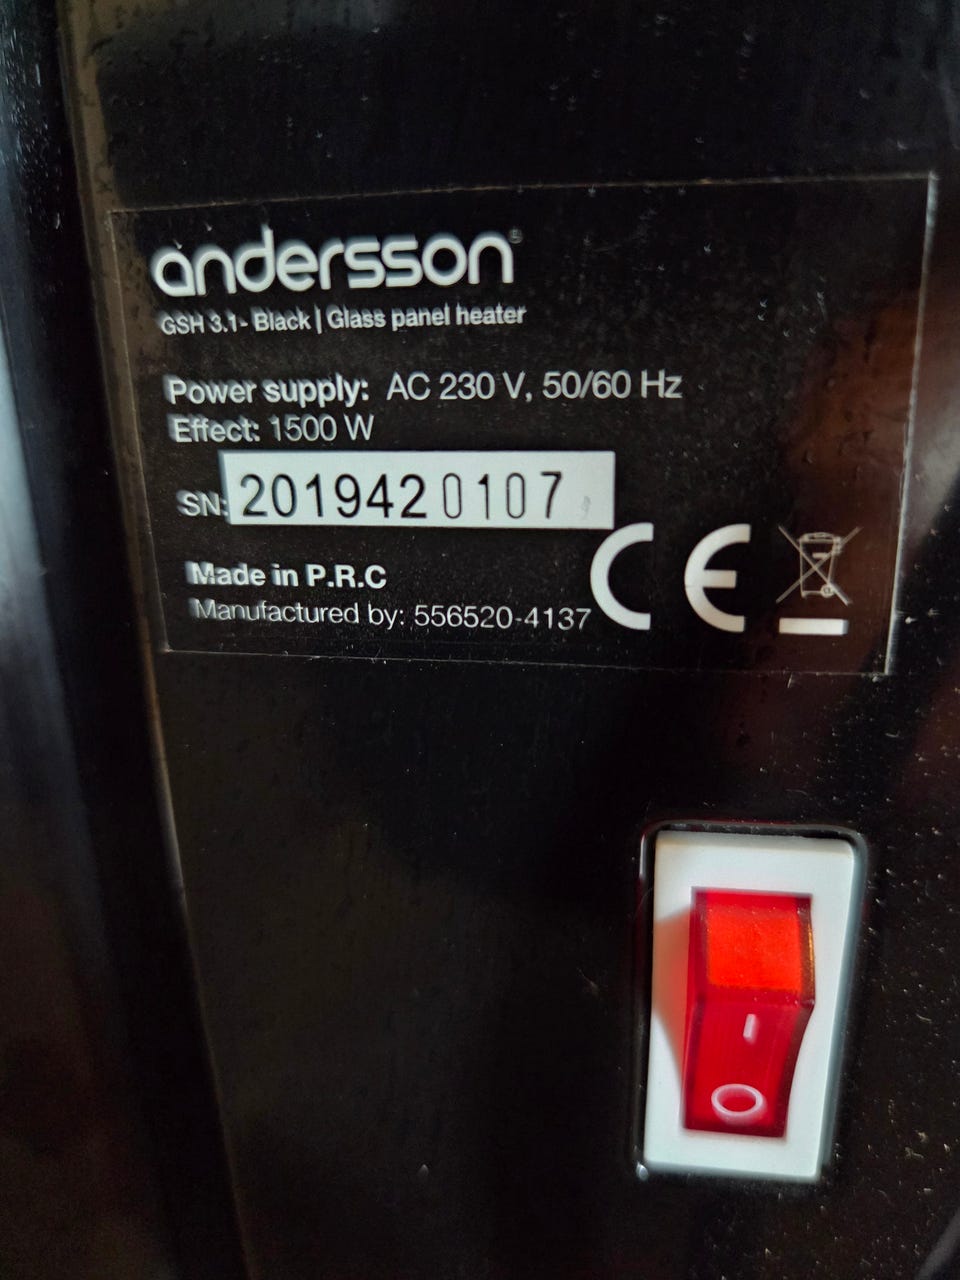 andersson®
GSH 3.1- Black | Glass panel heater
Power supply: AC 230 V, 50/60 Hz
Effect: 1500 W
SN: 2019420107
Made in P.R.C
Manufactured by: 556520-4137
CE
I
O